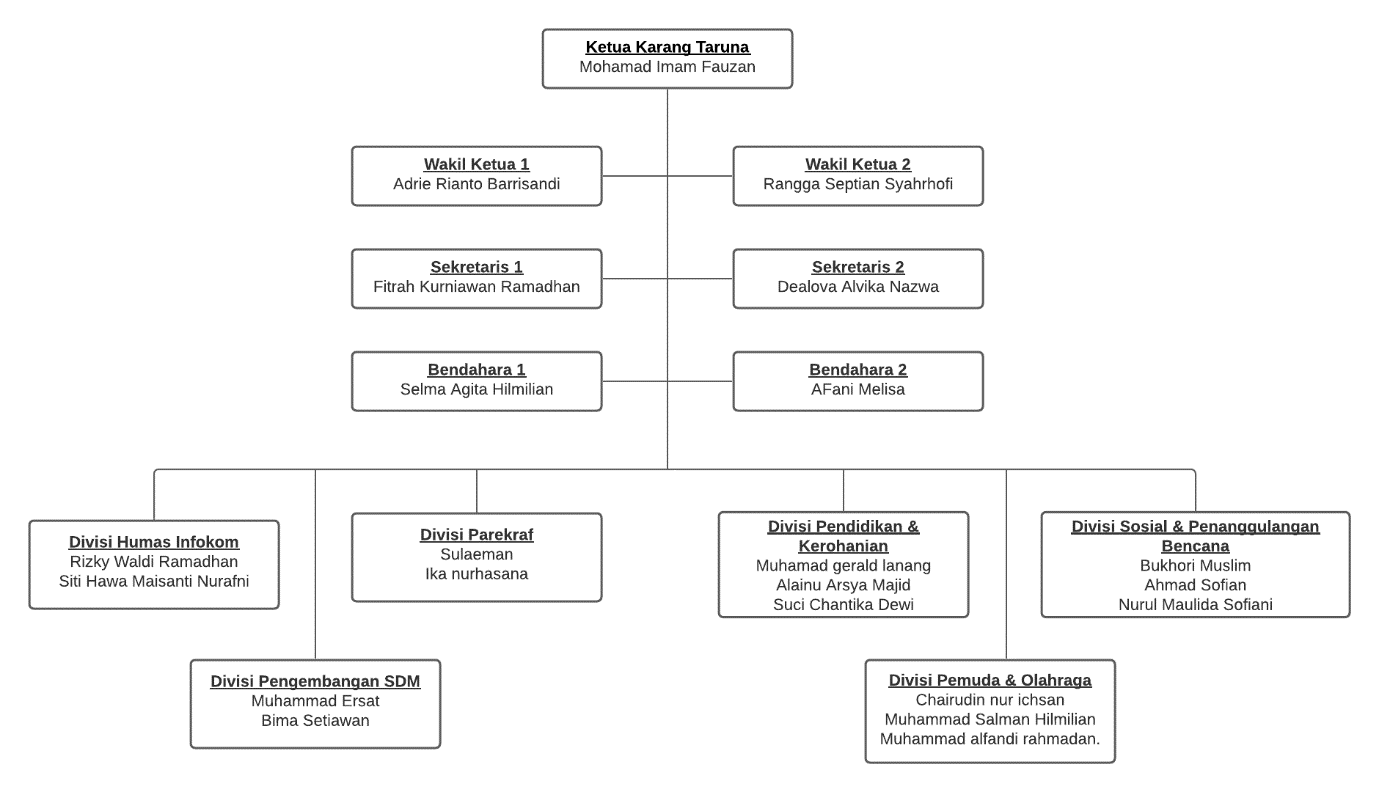 Ketua Karang Taruna
Mohamad Imam Fauzan
Wakil Ketua 1
Adrie Rianto Barrisandi
Wakil Ketua 2
Rangga Septian Syahrhofi
Sekretaris 1
Fitrah Kurniawan Ramadhan
Sekretaris 2
Dealova Alvika Nazwa
Bendahara 1
Selma Agita Hilmilian
Bendahara 2
AFani Melisa
Divisi Humas Infokom
Rizky Waldi Ramadhan
Siti Hawa Maisanti Nurafni
Divisi Parekraf
Sulaeman
Ika nurhasana
Divisi Pendidikan &
Kerohanian
Muhamad gerald lanang
Alainu Arsya Majid
Suci Chantika Dewi
Divisi Sosial & Penanggulangan
Bencana
Bukhori Muslim
Ahmad Sofian
Nurul Maulida Sofiani
Divisi Pengembangan SDM
Muhammad Ersat
Bima Setiawan
Divisi Pemuda & Olahraga
Chairudin nur ichsan
Muhammad Salman Hilmilian
Muhammad alfandi rahmadan.